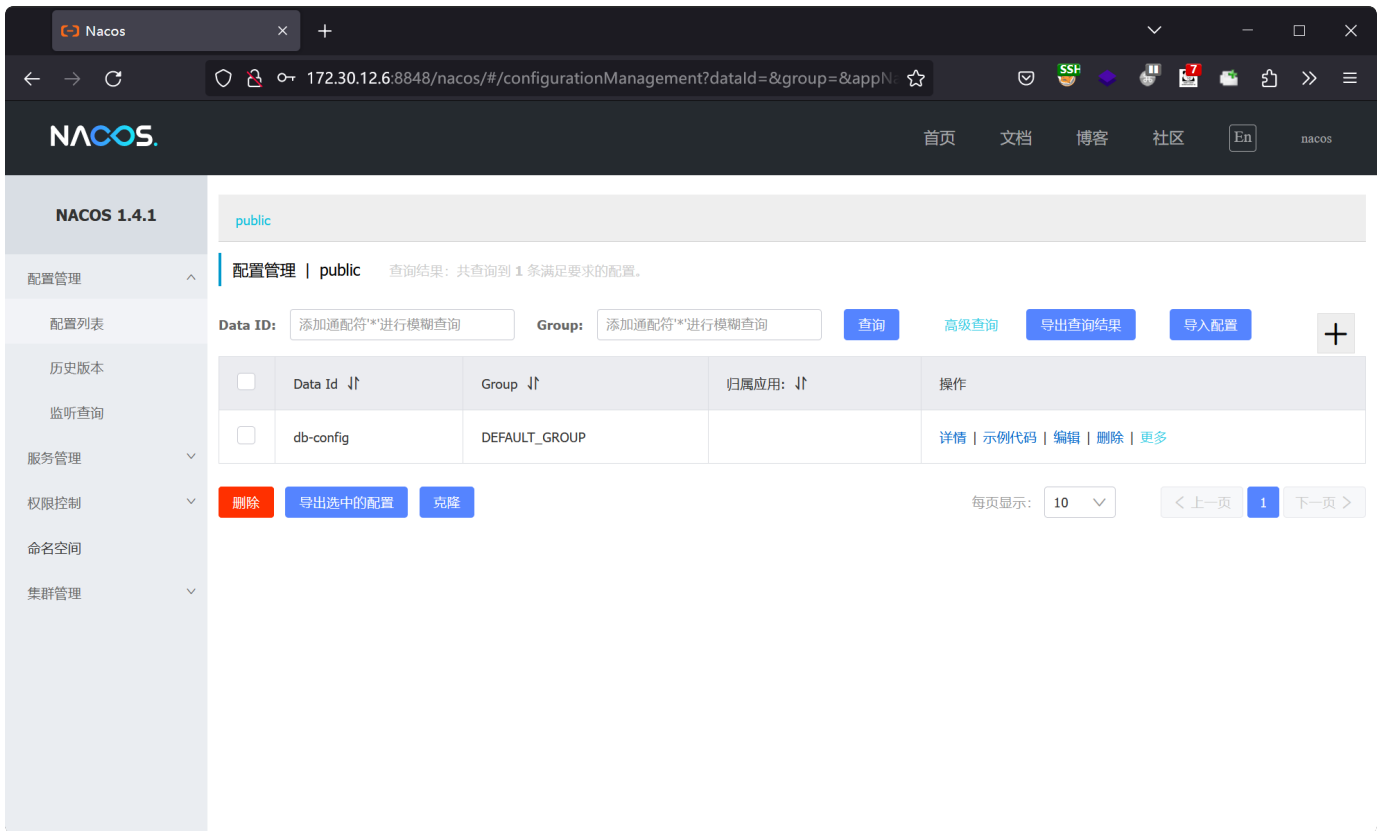 Nacos
172.30.12.6:8848/nacos/#/configurationManagement?dataId=&group=&appNa
SSH
7
NACOS.
首页 文档 博客 社区 En nacos
NACOS 1.4.1
public
配置管理 | public 查询结果：共查询到 1 条满足要求的配置。
配置管理
配置列表
历史版本
监听查询
服务管理
权限控制
命名空间
集群管理
Data ID: 添加通配符'*'进行模糊查询 Group: 添加通配符'*'进行模糊查询 查询 高级查询 导出查询结果 导入配置
Data Id Group 归属应用: 操作
db-config DEFAULT_GROUP 详情 | 示例代码 | 编辑 | 删除 | 更多
删除 导出选中的配置 克隆 每页显示: 10 上一页 1 下一页